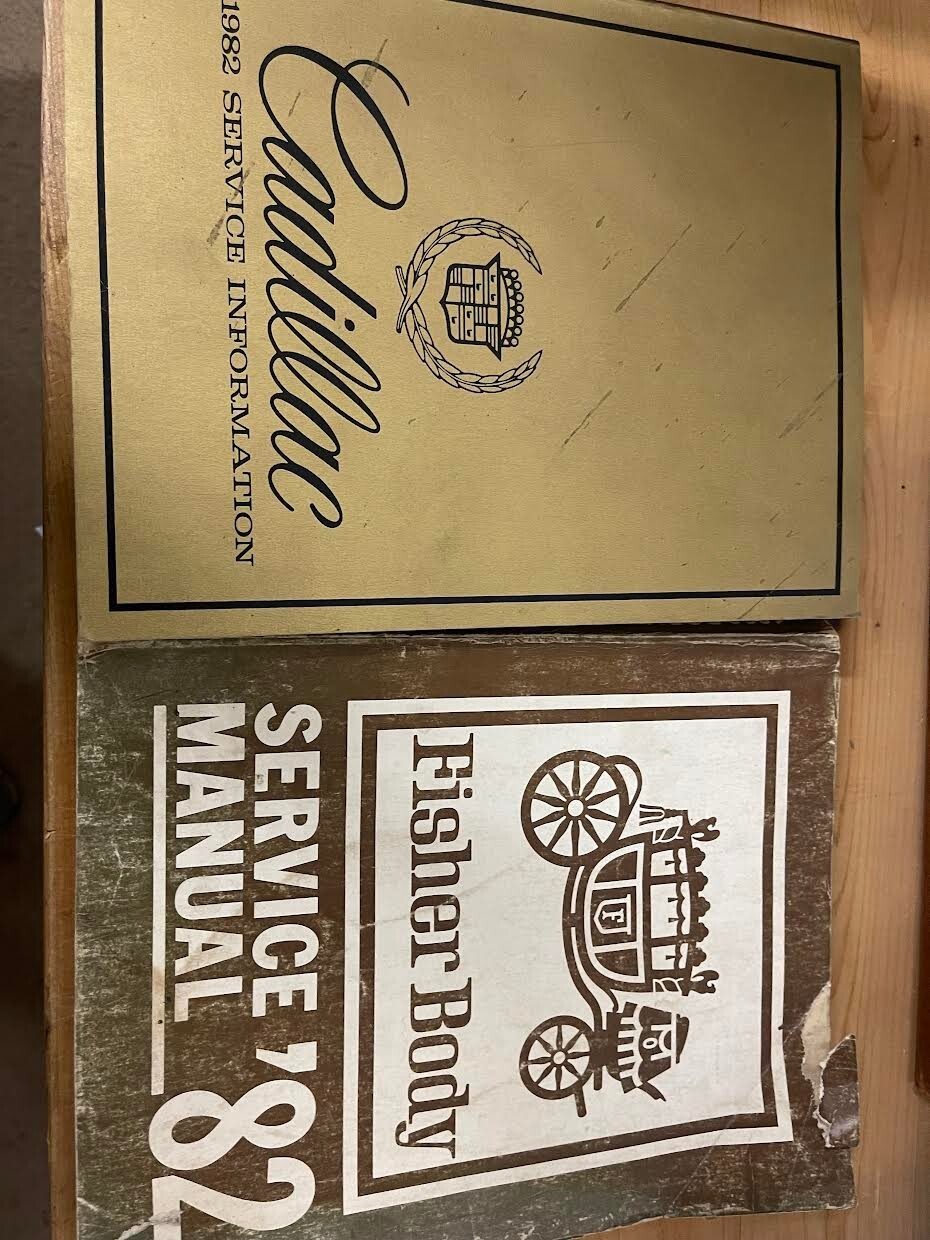 Cadillac
1982 SERVICE INFORMATION
F
Fisher Body
SERVICE
MANUAL
'82